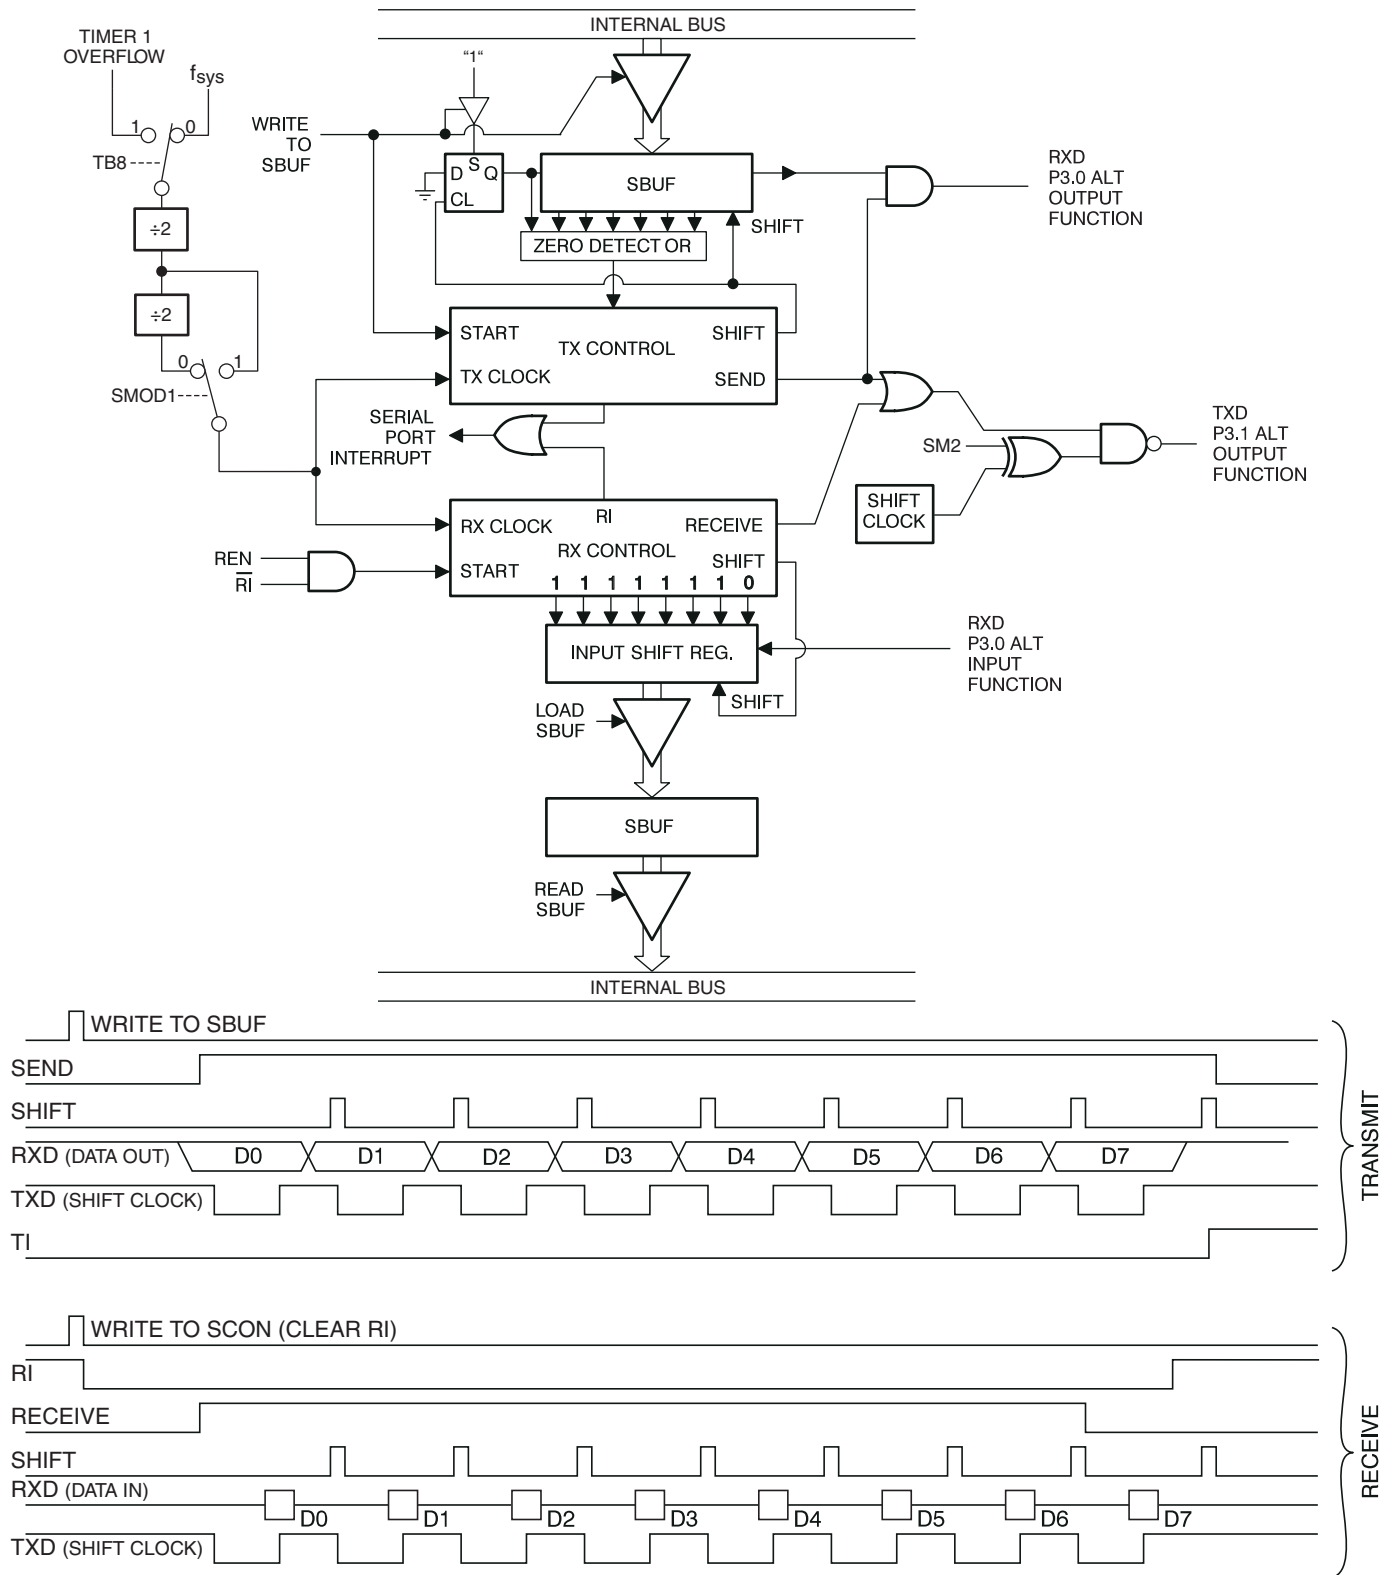 INTERNAL BUS
TIMER 1
OVERFLOW
fsys
"1"
1
0
TB8
WRITE
TO
SBUF
D
S
Q
CL
SBUF
SHIFT
ZERO DETECT OR
RXD
P3.0 ALT
OUTPUT
FUNCTION
÷2
÷2
0
1
SMOD1
START
SHIFT
TX CONTROL
TX CLOCK
SEND
SERIAL
PORT
INTERRUPT
TXD
P3.1 ALT
OUTPUT
FUNCTION
SM2
SHIFT
CLOCK
RX CLOCK
RI
RECEIVE
RX CONTROL
SHIFT
START
REN
RI
1 1 1 1 1 1 1 0
INPUT SHIFT REG.
RXD
P3.0 ALT
INPUT
FUNCTION
SHIFT
LOAD
SBUF
SBUF
READ
SBUF
INTERNAL BUS
WRITE TO SBUF
SEND
SHIFT
RXD (DATA OUT) D0 D1 D2 D3 D4 D5 D6 D7
TXD (SHIFT CLOCK)
TI
TRANSMIT
WRITE TO SCON (CLEAR RI)
RI
RECEIVE
SHIFT
RXD (DATA IN)
D0 D1 D2 D3 D4 D5 D6 D7
TXD (SHIFT CLOCK)
RECEIVE